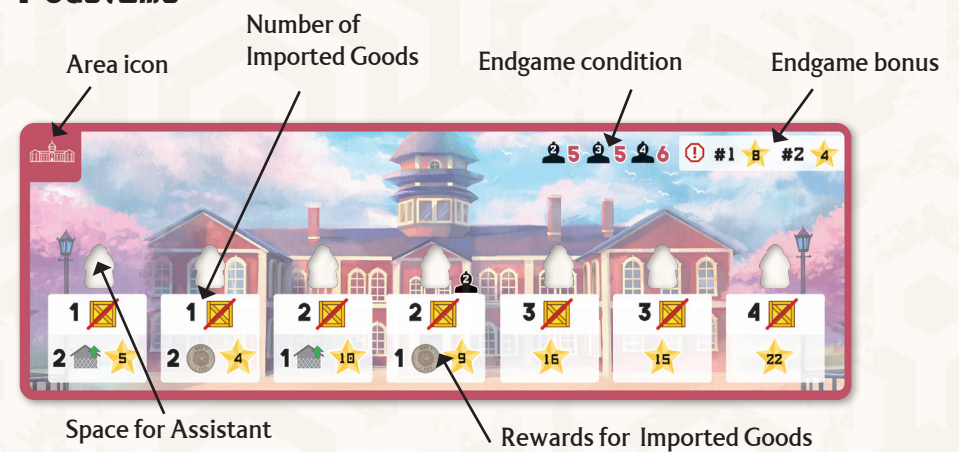 Number of
Imported Goods
Area icon
Endgame condition
Endgame bonus
2 5 3 5 4 6 #1 8 #2 4
2
1 1 2 2 3 3 4
2 5 2 4 1 10 1 9 16 15 22
Space for Assistant
Rewards for Imported Goods